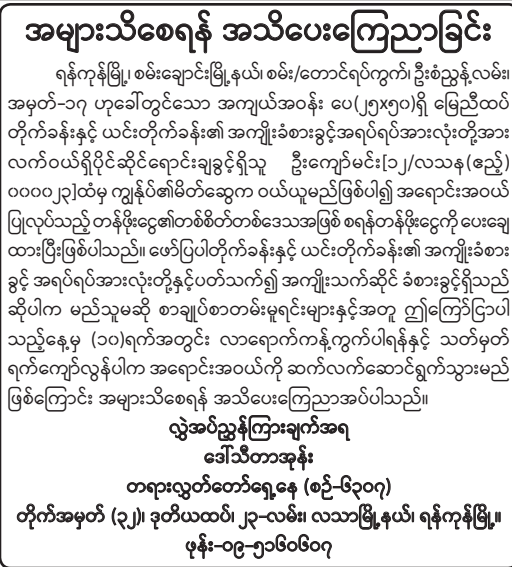 အများသိစေရန် အသိပေးကြေညာခြင်း
ရန်ကုန်မြို့၊ စမ်းချောင်းမြို့နယ်၊ စမ်း/တောင်ရပ်ကွက်၊ ဦးစံညွန့်လမ်း၊
အမှတ်-၁၇ ဟုခေါ်တွင်သော အကျယ်အဝန်း ပေ(၂၅x၅၀)ရှိ မြေညီထပ်
တိုက်ခန်းနှင့် ယင်းတိုက်ခန်း၏ အကျိုးခံစားခွင့်အရပ်ရပ်အားလုံးတို့အား
လက်ဝယ်ရှိပိုင်ဆိုင်ရောင်းချခွင့်ရှိသူ ဦးကျော်မင်း[၁၂/လသန(ဧည့်)
၀၀၀၀၂၃]ထံမှ ကျွန်ုပ်၏မိတ်ဆွေက ဝယ်ယူမည်ဖြစ်ပါ၍ အရောင်းအဝယ်
ပြုလုပ်သည့် တန်ဖိုးငွေ၏တစ်စိတ်တစ်ဒေသအဖြစ် စရန်တန်ဖိုးငွေကို ပေးချေ
ထားပြီးဖြစ်ပါသည်။ ဖော်ပြပါတိုက်ခန်းနှင့် ယင်းတိုက်ခန်း၏ အကျိုးခံစား
ခွင့် အရပ်ရပ်အားလုံးတို့နှင့်ပတ်သက်၍ အကျိုးသက်ဆိုင် ခံစားခွင့်ရှိသည်
ဆိုပါက မည်သူမဆို စာချုပ်စာတမ်းမူရင်းများနှင့်အတူ ဤကြော်ငြာပါ
သည့်နေ့မှ (၁၀)ရက်အတွင်း လာရောက်ကန့်ကွက်ပါရန်နှင့် သတ်မှတ်
ရက်ကျော်လွန်ပါက အရောင်းအဝယ်ကို ဆက်လက်ဆောင်ရွက်သွားမည်
ဖြစ်ကြောင်း အများသိစေရန် အသိပေးကြေညာအပ်ပါသည်။
လွှဲအပ်ညွှန်ကြားချက်အရ
ဒေါ်သီတာအုန်း
တရားလွှတ်တော်ရှေ့နေ (စဉ်-၆၃၀၇)
တိုက်အမှတ် (၃၂)၊ ဒုတိယထပ်၊ ၂၃-လမ်း၊ လသာမြို့နယ်၊ ရန်ကုန်မြို့။
ဖုန်း-၀၉-၅၁၆၀၆၀၇